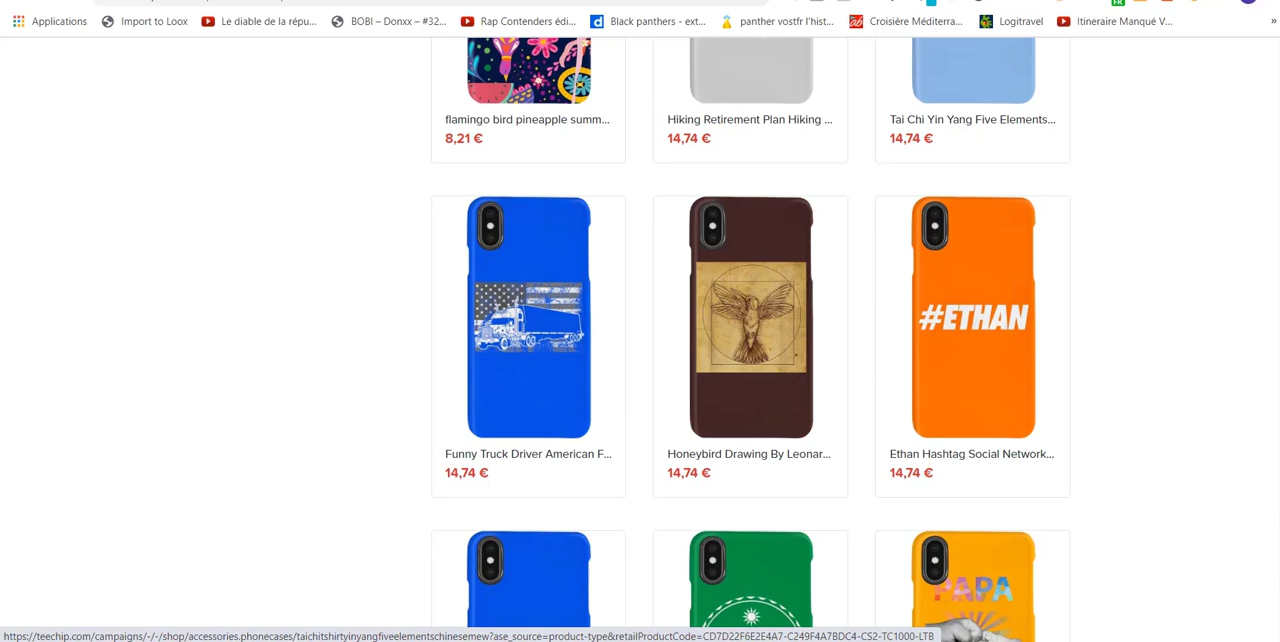 Applications
Import to Loox
Le diable de la répu...
BOBI – Donxx – #32...
Rap Contenders édi...
Black panthers - ext...
panther vostfr l'hist...
Croisière Méditerra...
Logitravel
Itineraire Manqué V...
»
flamingo bird pineapple summ...
8,21 €
Hiking Retirement Plan Hiking ...
14,74 €
Tai Chi Yin Yang Five Elements...
14,74 €
#ETHAN
Funny Truck Driver American F...
14,74 €
Honeybird Drawing By Leonar...
14,74 €
Ethan Hashtag Social Network...
14,74 €
PAPA
https://teechip.com/campaigns/-/-/shop/accessories.phonecases/taichitshirtyinyangfiveelementschinesemew?ase_source=product-type&retailProductCode=CD7D22F6E2E4A7-C249F4A7BDC4-CS2-TC1000-LTB